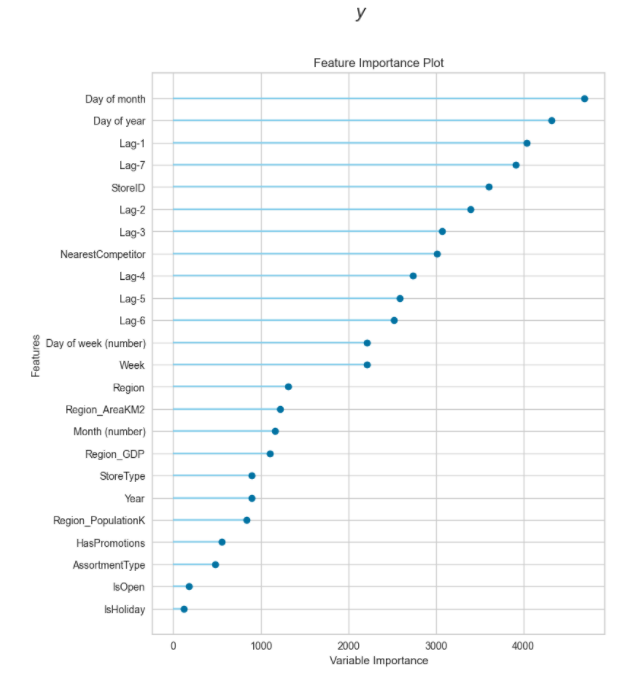 y
Feature Importance Plot
Day of month
Day of year
Lag-1
Lag-7
StoreID
Lag-2
Lag-3
NearestCompetitor
Lag-4
Lag-5
Lag-6
Day of week (number)
Week
Region
Region_AreaKM2
Month (number)
Region_GDP
StoreType
Year
Region_PopulationK
HasPromotions
AssortmentType
IsOpen
IsHoliday
Features
0 1000 2000 3000 4000
Variable Importance